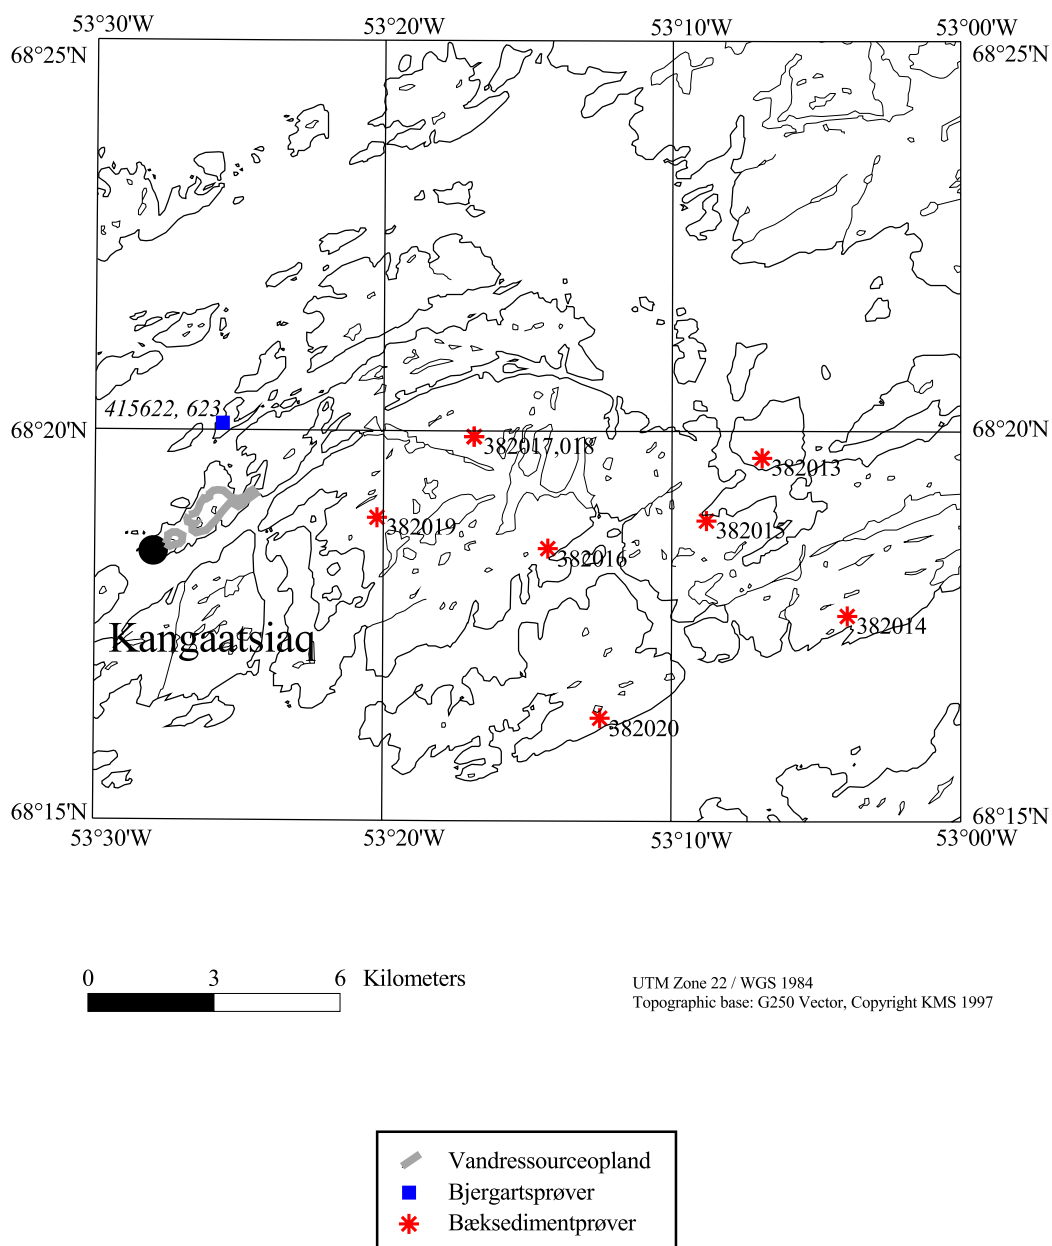 53°30'W 53°20'W 53°10'W 53°00'W
68°25'N 68°25'N
415622, 623
68°20'N 68°20'N
382017,018
382013
382019
382015
382016
382014
Kangaatsiaq
382020
68°15'N 68°15'N
53°30'W 53°20'W 53°10'W 53°00'W
0 3 6 Kilometers
UTM Zone 22 / WGS 1984
Topographic base: G250 Vector, Copyright KMS 1997
Vandressourceopland
Bjergartsprøver
Bæksedimentprøver